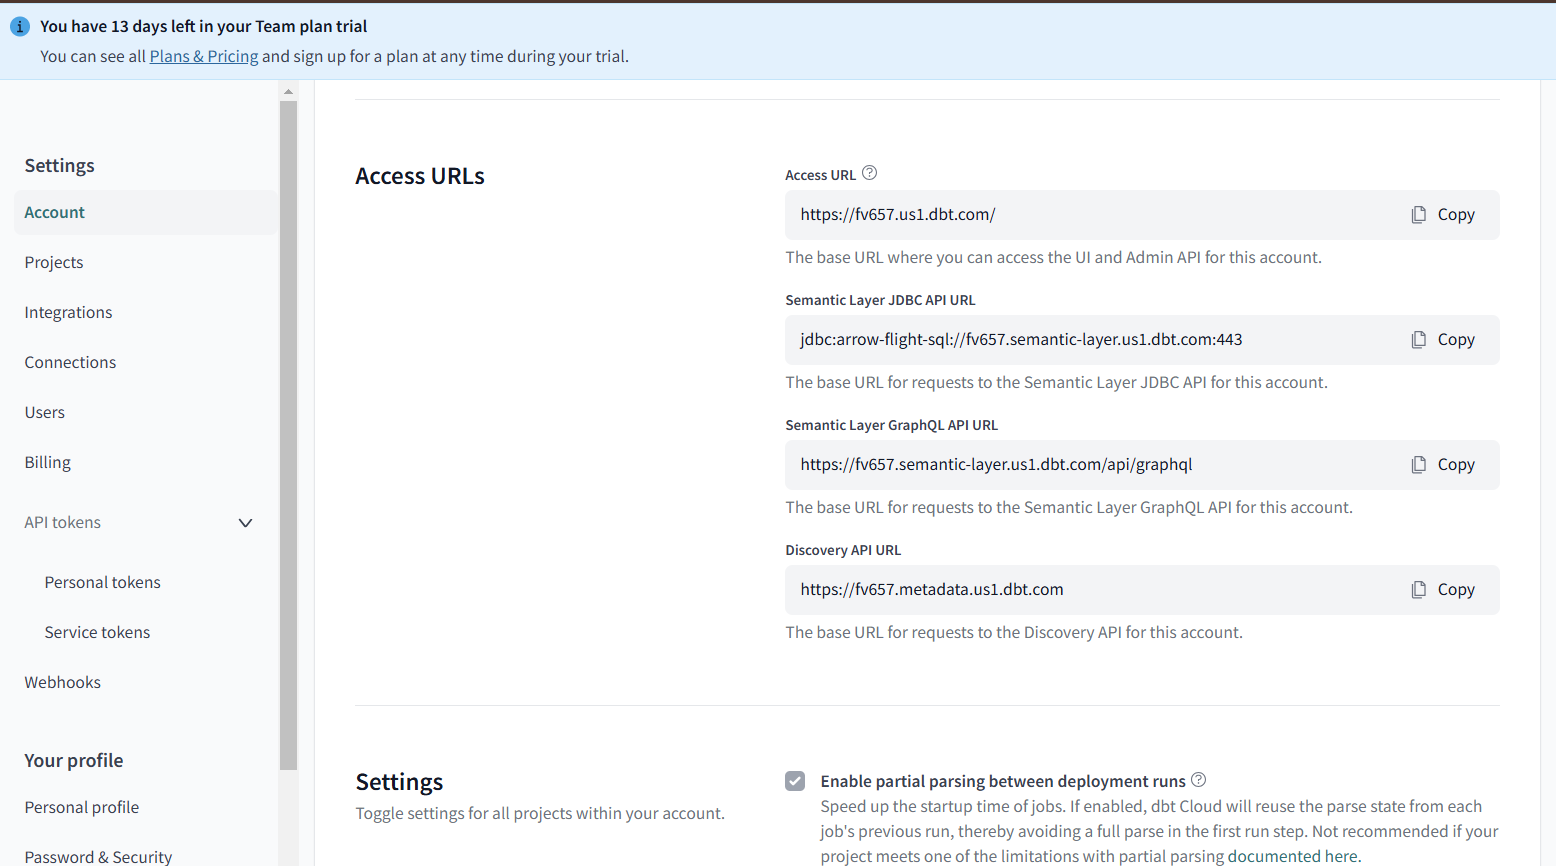 You have 13 days left in your Team plan trial
You can see all Plans & Pricing and sign up for a plan at any time during your trial.
Settings
Account
Projects
Integrations
Connections
Users
Billing
API tokens
Personal tokens
Service tokens
Webhooks
Your profile
Personal profile
Password & Security
Access URLs
Access URL
https://fv657.us1.dbt.com/
Copy
The base URL where you can access the UI and Admin API for this account.
Semantic Layer JDBC API URL
jdbc:arrow-flight-sql://fv657.semantic-layer.us1.dbt.com:443
Copy
The base URL for requests to the Semantic Layer JDBC API for this account.
Semantic Layer GraphQL API URL
https://fv657.semantic-layer.us1.dbt.com/api/graphql
Copy
The base URL for requests to the Semantic Layer GraphQL API for this account.
Discovery API URL
https://fv657.metadata.us1.dbt.com
Copy
The base URL for requests to the Discovery API for this account.
Settings
Toggle settings for all projects within your account.
Enable partial parsing between deployment runs
Speed up the startup time of jobs. If enabled, dbt Cloud will reuse the parse state from each
job's previous run, thereby avoiding a full parse in the first run step. Not recommended if your
project meets one of the limitations with partial parsing documented here.